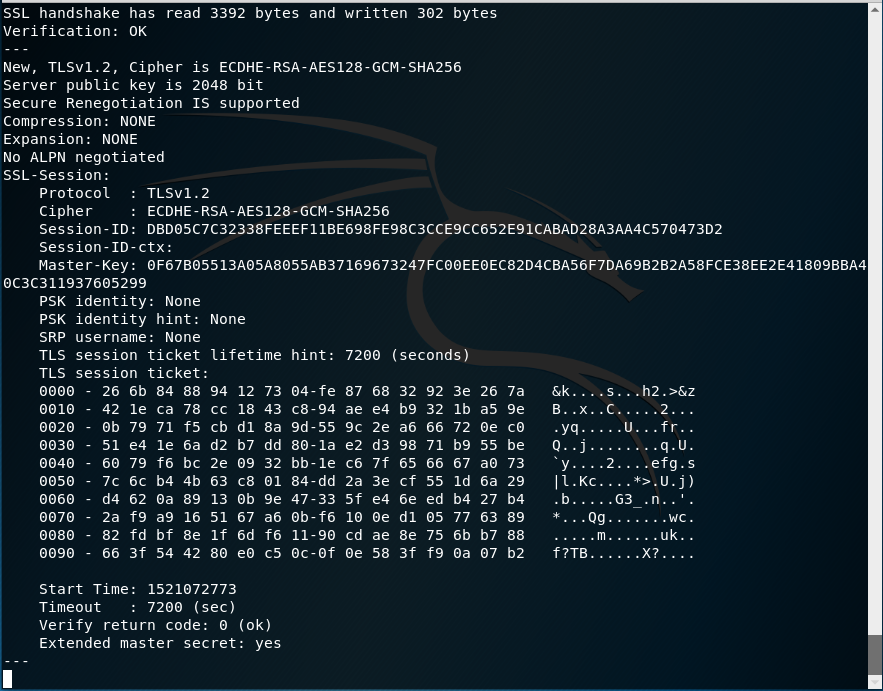 SSL handshake has read 3392 bytes and written 302 bytes
Verification: OK
---
New, TLSv1.2, Cipher is ECDHE-RSA-AES128-GCM-SHA256
Server public key is 2048 bit
Secure Renegotiation IS supported
Compression: NONE
Expansion: NONE
No ALPN negotiated
SSL-Session:
    Protocol  : TLSv1.2
    Cipher    : ECDHE-RSA-AES128-GCM-SHA256
    Session-ID: DBD05C7C32338FEEEF11BE698FE98C3CCE9CC652E91CABAD28A3AA4C570473D2
    Session-ID-ctx:
    Master-Key: 0F67B05513A05A8055AB37169673247FC00EE0EC82D4CBA56F7DA69B2B2A58FCE38EE2E41809BBA4
0C3C311937605299
    PSK identity: None
    PSK identity hint: None
    SRP username: None
    TLS session ticket lifetime hint: 7200 (seconds)
    TLS session ticket:
    0000 - 26 6b 84 88 94 12 73 04-fe 87 68 32 92 3e 26 7a   &k....s...h2.>&z
    0010 - 42 1e ca 78 cc 18 43 c8-94 ae e4 b9 32 1b a5 9e   B..x..C.....2...
    0020 - 0b 79 71 f5 cb d1 8a 9d-55 9c 2e a6 66 72 0e c0   .yq.....U...fr..
    0030 - 51 e4 1e 6a d2 b7 dd 80-1a e2 d3 98 71 b9 55 be   Q..j........q.U.
    0040 - 60 79 f6 bc 2e 09 32 bb-1e c6 7f 65 66 67 a0 73   `y....2....efg.s
    0050 - 7c 6c b4 4b 63 c8 01 84-dd 2a 3e cf 55 1d 6a 29   |l.Kc....*>.U.j)
    0060 - d4 62 0a 89 13 0b 9e 47-33 5f e4 6e ed b4 27 b4   .b.....G3_.n..'.
    0070 - 2a f9 a9 16 51 67 a6 0b-f6 10 0e d1 05 77 63 89   *...Qg.......wc.
    0080 - 82 fd bf 8e 1f 6d f6 11-90 cd ae 8e 75 6b b7 88   .....m......uk..
    0090 - 66 3f 54 42 80 e0 c5 0c-0f 0e 58 3f f9 0a 07 b2   f?TB......X?....
    Start Time: 1521072773
    Timeout   : 7200 (sec)
    Verify return code: 0 (ok)
    Extended master secret: yes
---